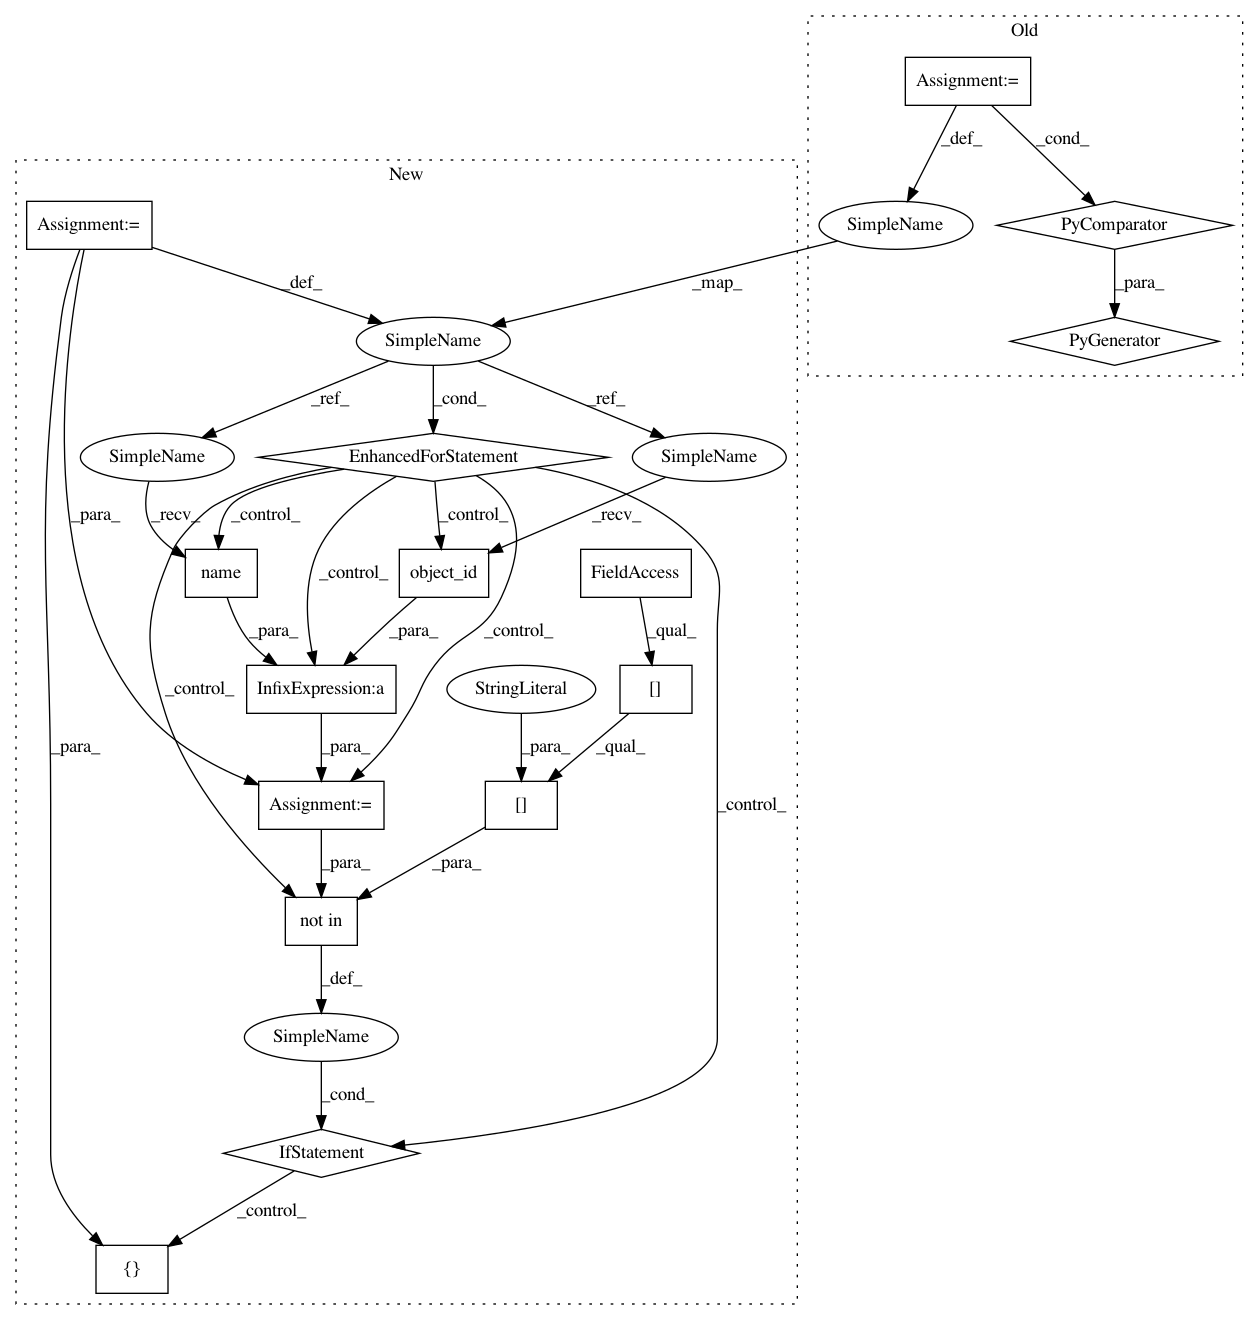 Old
Assignment:=
_def_
_cond_
New
Assignment:=
SimpleName
PyComparator
_def_
_map_
_para_
SimpleName
PyGenerator
_ref_
_cond_
_ref_
SimpleName
EnhancedForStatement
SimpleName
_para_
_recv_
_control_
_control_
_recv_
name
_control_
object_id
FieldAccess
_para_
_para_
_control_
_qual_
_control_
InfixExpression:a
StringLiteral
[]
_para_
_para_
_para_
_qual_
Assignment:=
[]
_control_
_para_
_para_
not in
_def_
SimpleName
_cond_
IfStatement
_control_
{}